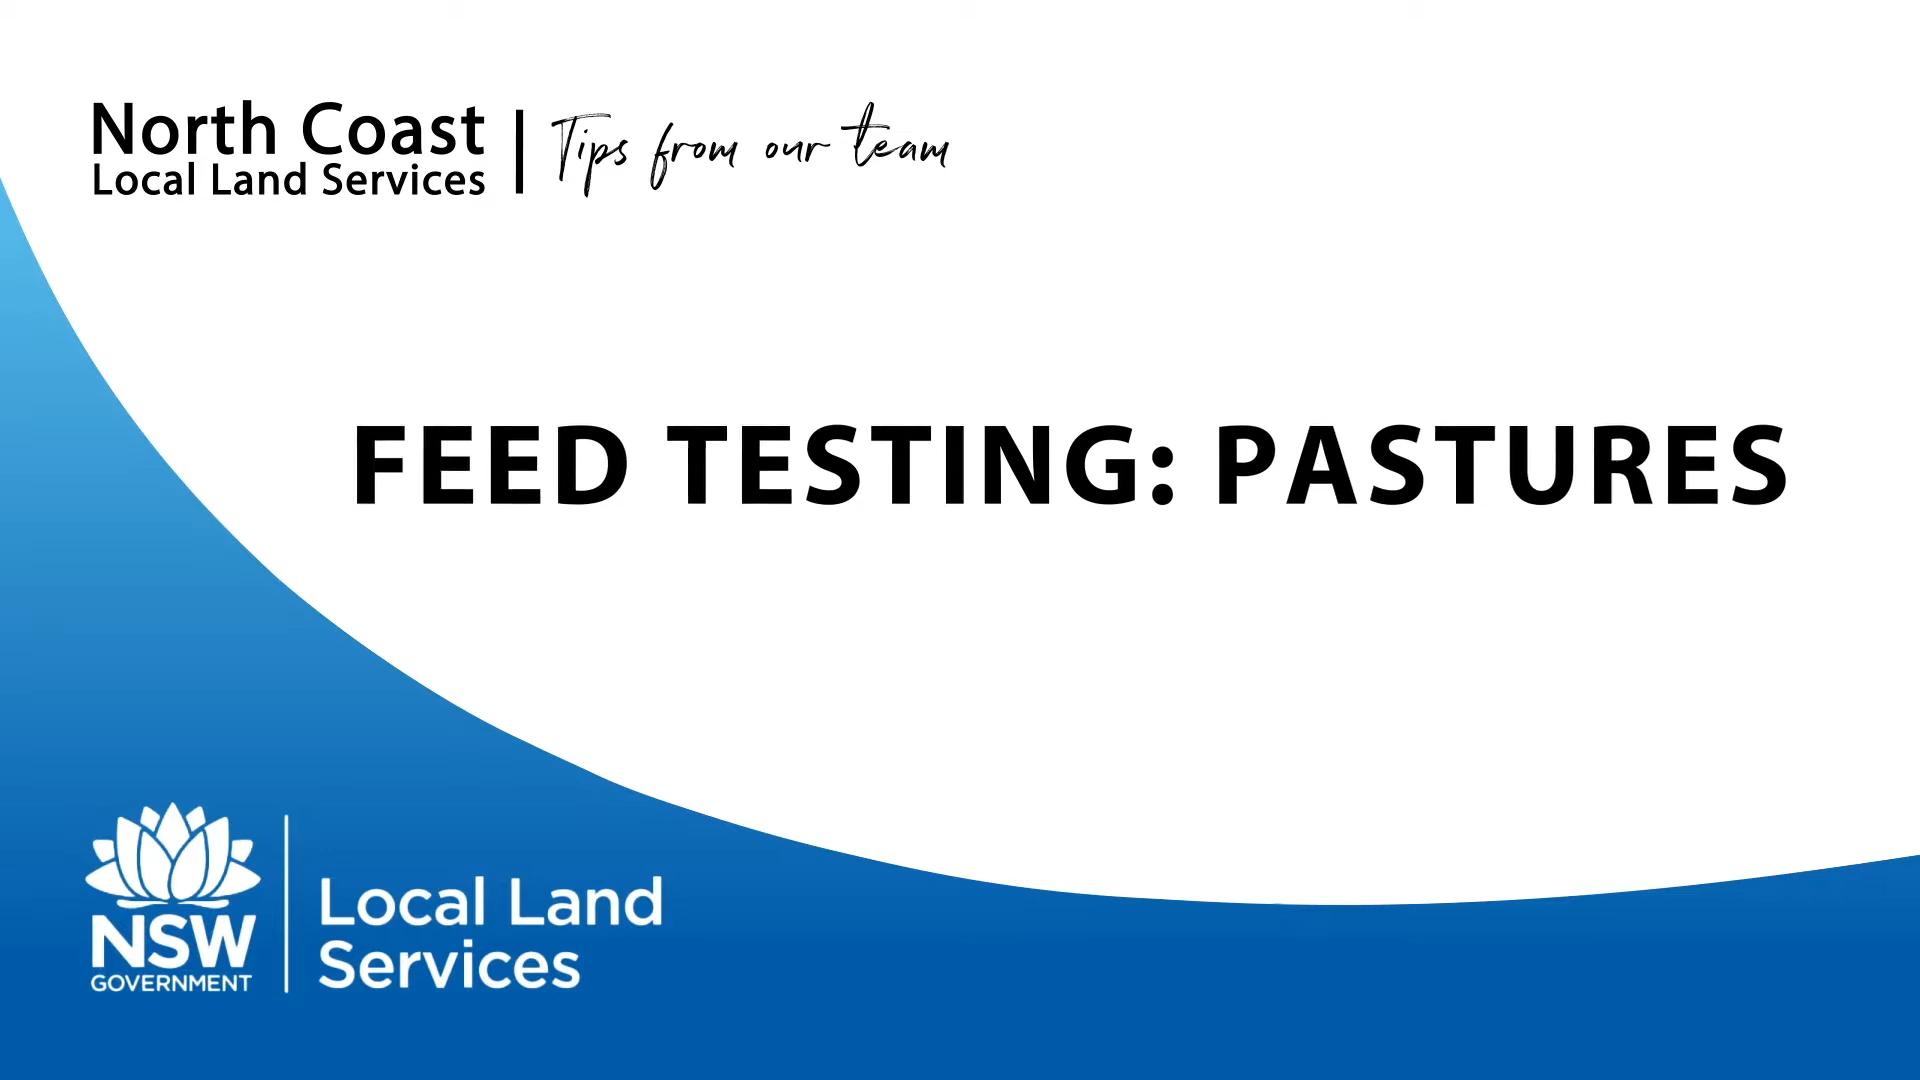 North Coast
Local Land Services
Tips from our team
FEED TESTING: PASTURES
NSW
GOVERNMENT
Local Land
Services